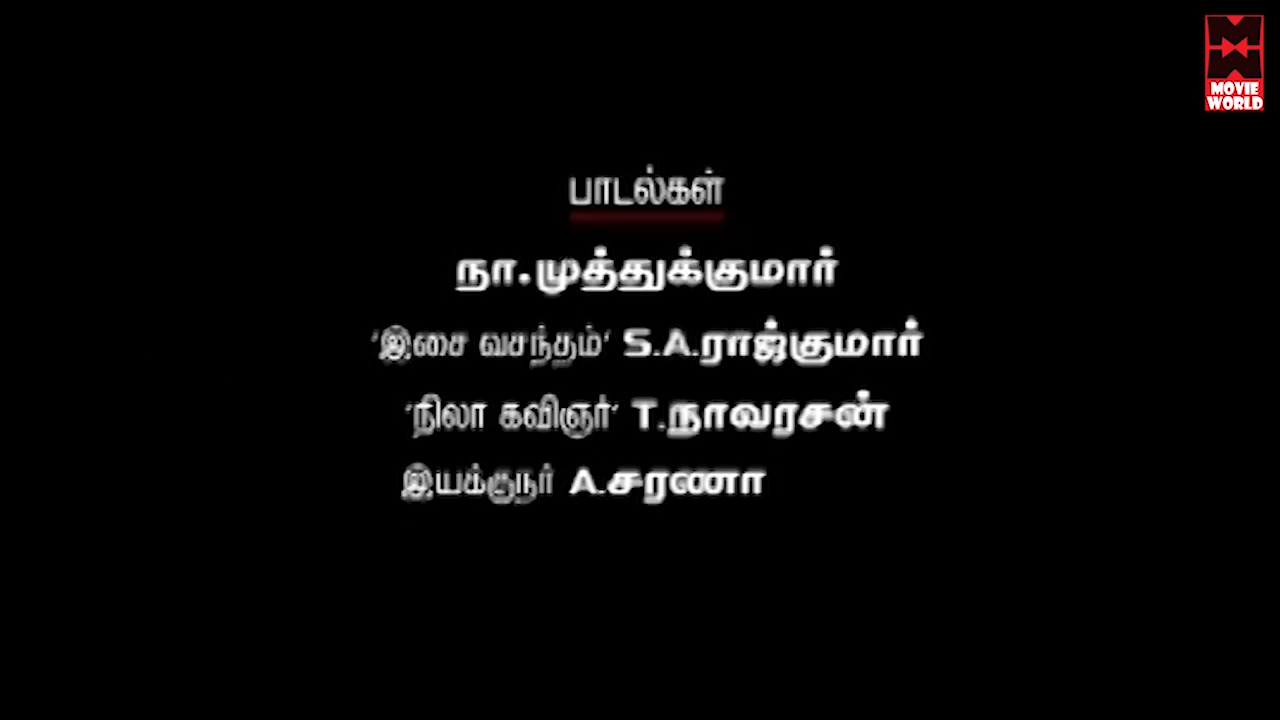 MOVIE
WORLD
பாடல்கள்
நா.முத்துக்குமார்
'இசை வசந்தம்' S.A.ராஜ்குமார்
'நிலா கவிஞர்' T.நாவரசன்
இயக்குநர் A.சரணா